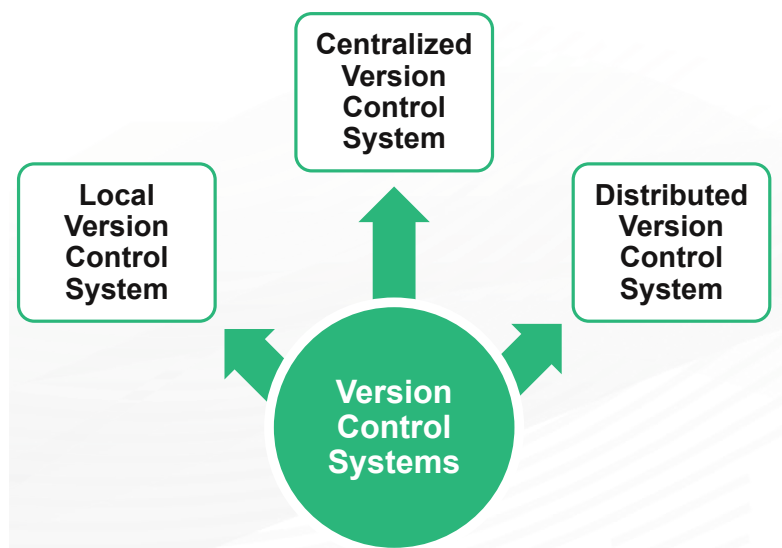 Centralized
Version
Control
System
Local
Version
Control
System
Distributed
Version
Control
System
Version
Control
Systems